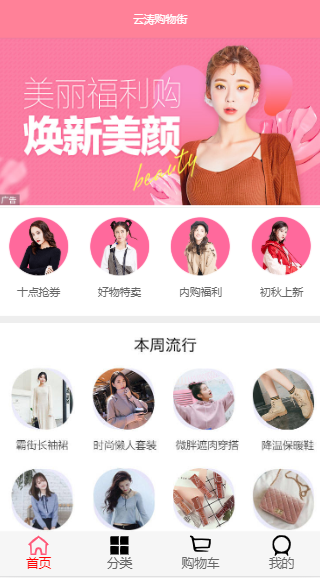 云涛购物街
美丽福利购
焕新美颜
beauty
广告
十点抢券 好物特卖 内购福利 初秋上新
本周流行
霸街长袖裙 时尚懒人套装 微胖遮肉穿搭 降温保暖鞋
首页 分类 购物车 我的